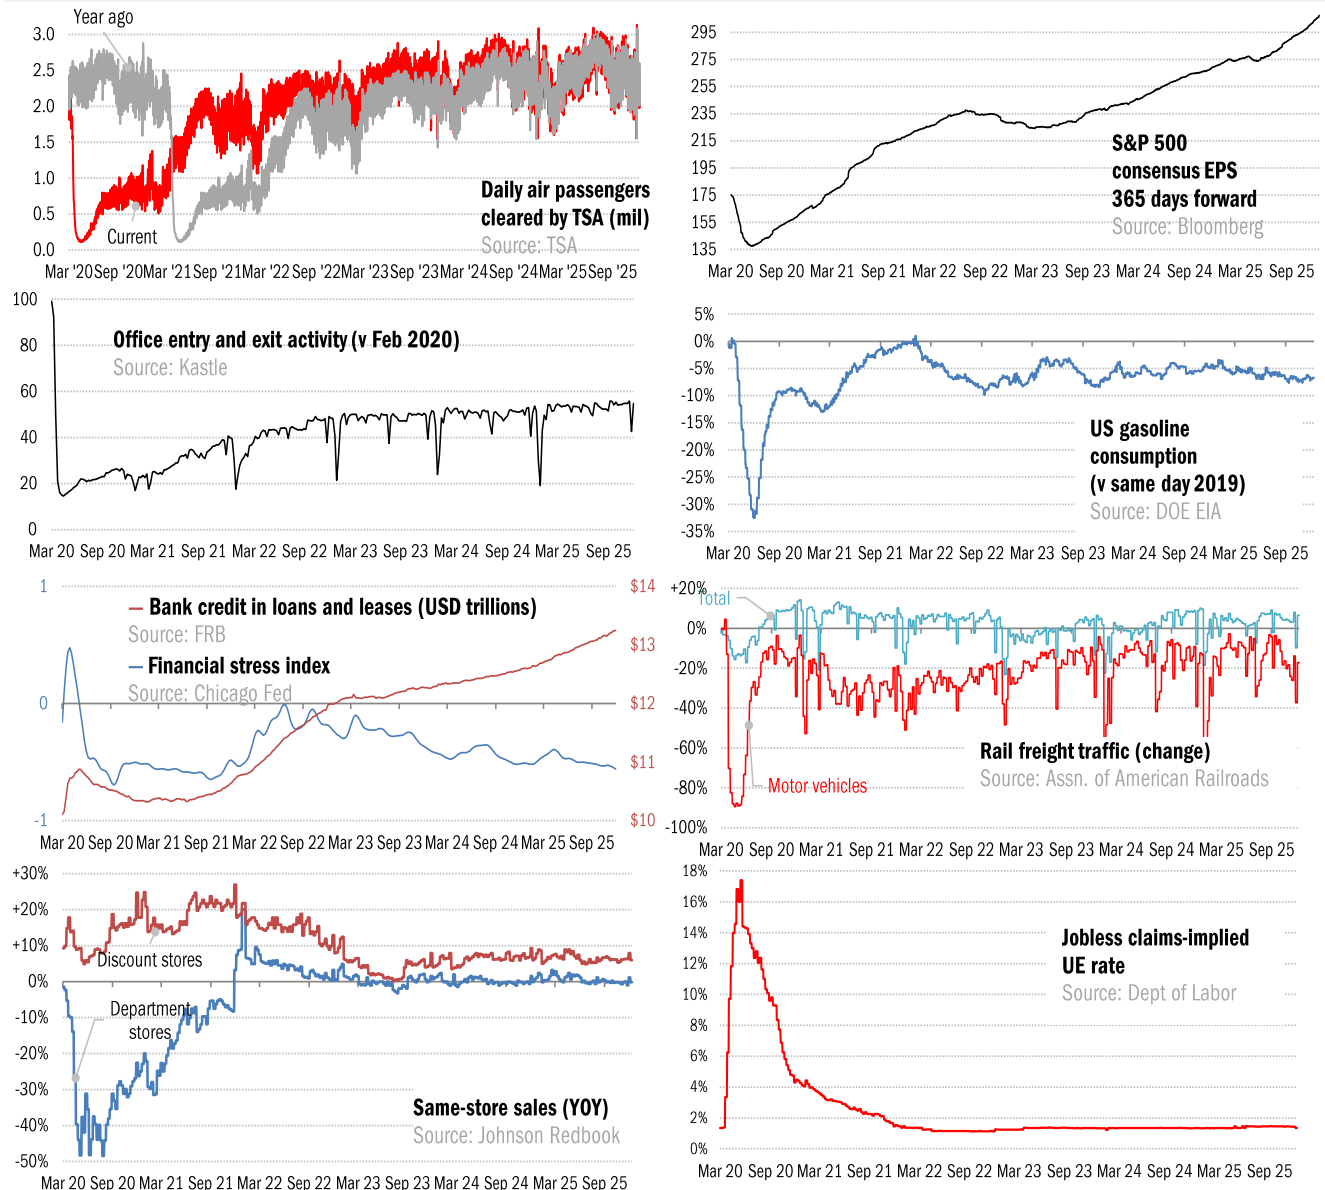 Year ago
3.0
2.5
2.0
1.5
1.0
0.5
0.0
Current
Daily air passengers
cleared by TSA (mil)
Source: TSA
Mar '20 Sep '20 Mar '21 Sep '21 Mar '22 Sep '22 Mar '23 Sep '23 Mar '24 Sep '24 Mar '25 Sep '25
295
275
255
235
215
195
175
155
135
S&P 500
consensus EPS
365 days forward
Source: Bloomberg
Mar 20 Sep 20 Mar 21 Sep 21 Mar 22 Sep 22 Mar 23 Sep 23 Mar 24 Sep 24 Mar 25 Sep 25
100
80
60
40
20
0
Office entry and exit activity (v Feb 2020)
Source: Kastle
Mar 20 Sep 20 Mar 21 Sep 21 Mar 22 Sep 22 Mar 23 Sep 23 Mar 24 Sep 24 Mar 25 Sep 25
5%
0%
-5%
-10%
-15%
-20%
-25%
-30%
-35%
US gasoline
consumption
(v same day 2019)
Source: DOE EIA
Mar 20 Sep 20 Mar 21 Sep 21 Mar 22 Sep 22 Mar 23 Sep 23 Mar 24 Sep 24 Mar 25 Sep 25
1
0
-1
Bank credit in loans and leases (USD trillions)
Source: FRB
Financial stress index
Source: Chicago Fed
$14
$13
$12
$11
$10
Mar 20 Sep 20 Mar 21 Sep 21 Mar 22 Sep 22 Mar 23 Sep 23 Mar 24 Sep 24 Mar 25 Sep 25
+20%
0%
-20%
-40%
-60%
-80%
-100%
Total
Motor vehicles
Rail freight traffic (change)
Source: Assn. of American Railroads
Mar 20 Sep 20 Mar 21 Sep 21 Mar 22 Sep 22 Mar 23 Sep 23 Mar 24 Sep 24 Mar 25 Sep 25
+30%
+20%
+10%
0%
-10%
-20%
-30%
-40%
-50%
Discount stores
Department
stores
Same-store sales (YOY)
Source: Johnson Redbook
Mar 20 Sep 20 Mar 21 Sep 21 Mar 22 Sep 22 Mar 23 Sep 23 Mar 24 Sep 24 Mar 25 Sep 25
18%
16%
14%
12%
10%
8%
6%
4%
2%
0%
Jobless claims-implied
UE rate
Source: Dept of Labor
Mar 20 Sep 20 Mar 21 Sep 21 Mar 22 Sep 22 Mar 23 Sep 23 Mar 24 Sep 24 Mar 25 Sep 25